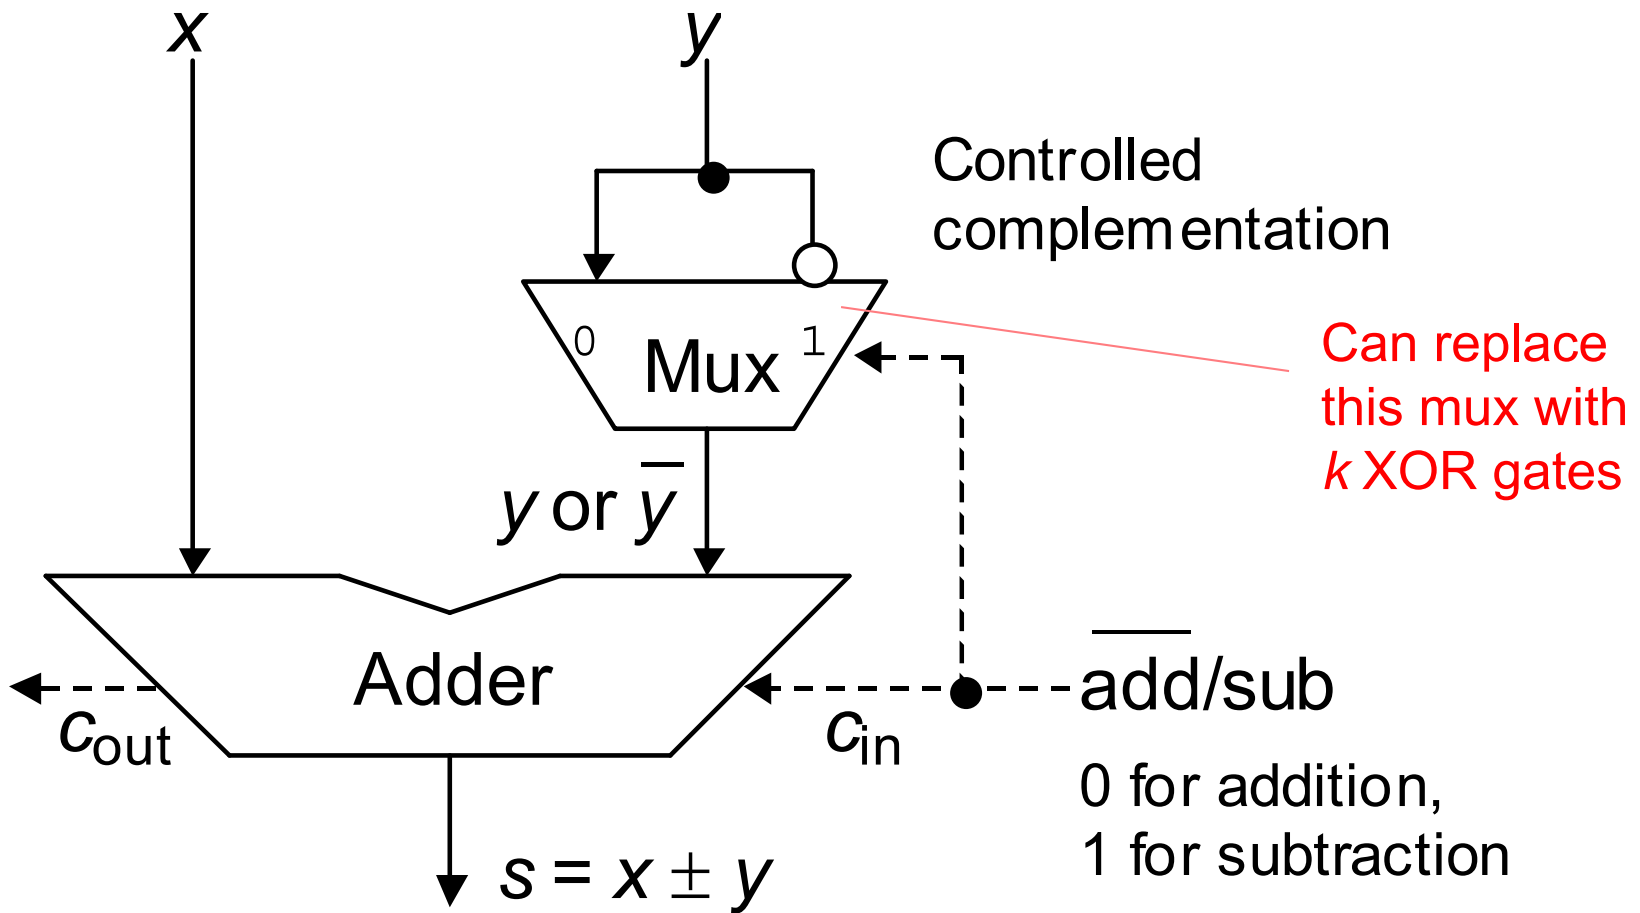 x
y
Controlled
complementation
0
Mux
1
Can replace
this mux with
k XOR gates
y or y̅
Adder
a̅d̅d̅/sub
c_out
c_in
0 for addition,
1 for subtraction
s = x ± y